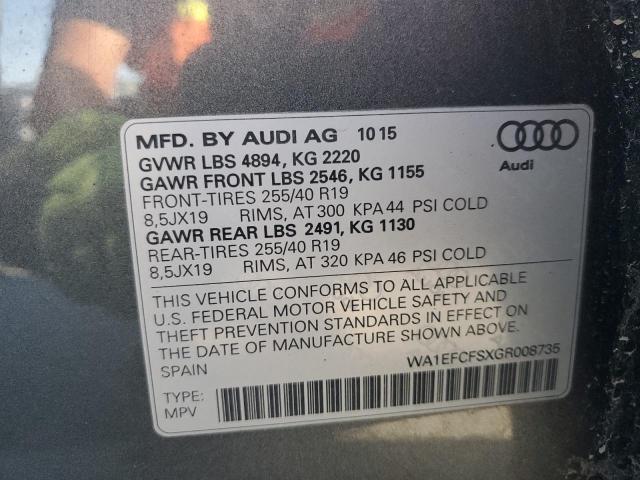 MFD. BY AUDI AG 10 15
GVWR LBS 4894, KG 2220
GAWR FRONT LBS 2546, KG 1155
FRONT-TIRES 255/40 R19
8,5JX19 RIMS, AT 300 KPA 44 PSI COLD
GAWR REAR LBS 2491, KG 1130
REAR-TIRES 255/40 R19
8,5JX19 RIMS, AT 320 KPA 46 PSI COLD
Audi
THIS VEHICLE CONFORMS TO ALL APPLICABLE
U.S. FEDERAL MOTOR VEHICLE SAFETY AND
THEFT PREVENTION STANDARDS IN EFFECT ON
THE DATE OF MANUFACTURE SHOWN ABOVE.
SPAIN
WA1EFCFSXGR008735
TYPE:
MPV